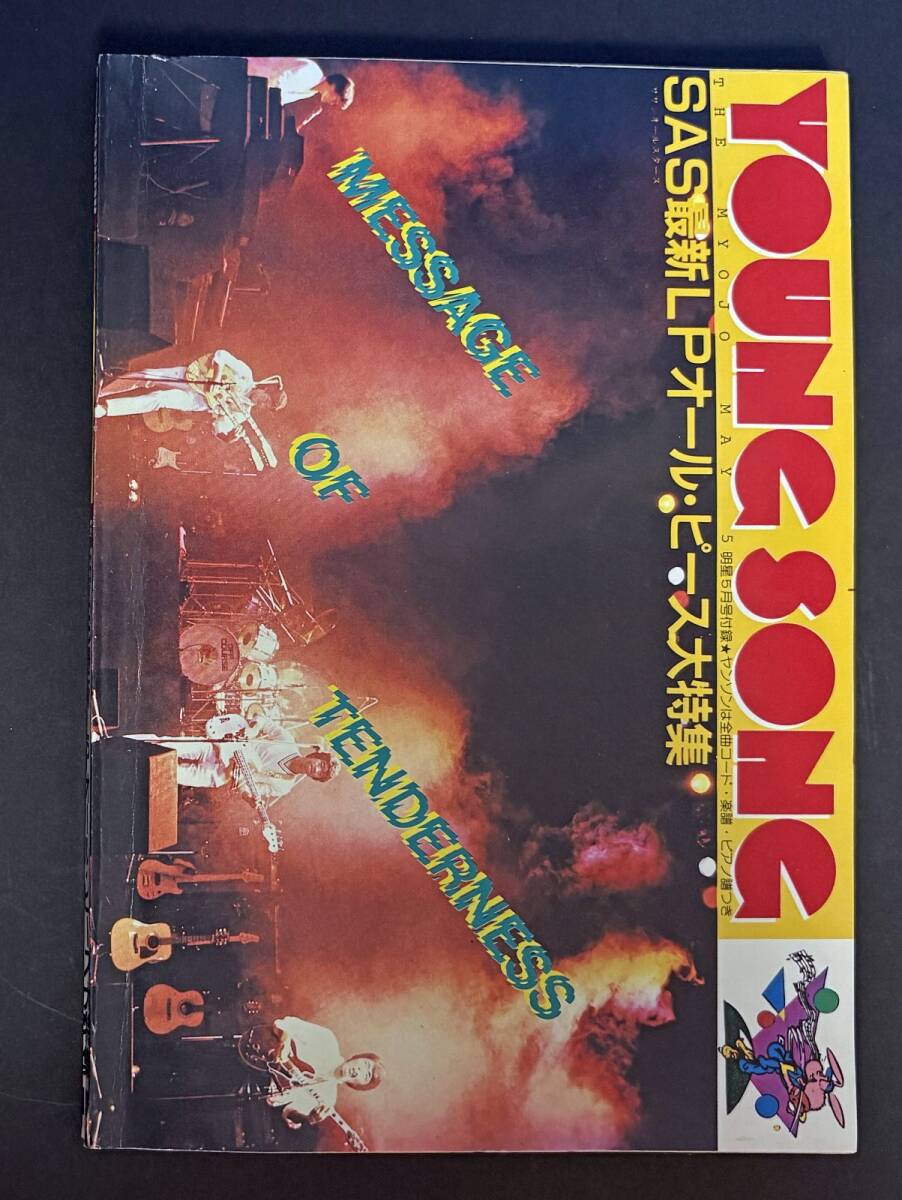 YOUNG SONG
THE MYOJO MAY 5 明星5月号付録★ヤンソンは全曲コード・楽譜・ピアノ譜つき
SAS最新LPオール・ピース大特集
サザンオールスターズ
MESSAGE
OF
TENDERNESS